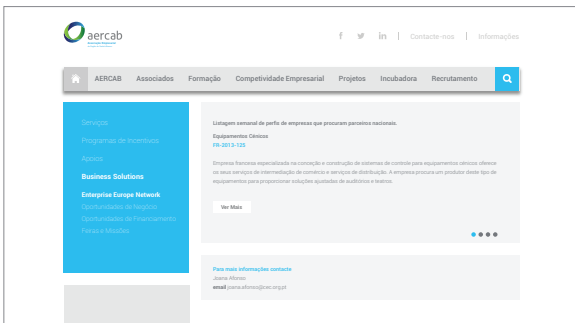 aercab
f in | Contacte-nos | Informações
AERCAB Associados Formação Competividade Empresarial Projetos Incubadora Recrutamento
Serviços
Programas de Incentivos
Apoios
Business Solutions
Enterprise Europe Network
Oportunidades de Negócio
Oportunidades de Financiamento
Feiras e Missões
Listagem semanal de perfis de empresas que procuram parceiros nacionais.
Equipamentos Cénicos
FR-2013-125
Empresa francesa especializada na conceição e construção de sistemas de controle para equipamentos cénicos oferece
os seus serviços de intermediação de comércio e serviços de distribuição. A empresa procura um produtor deste tipo de
equipamentos para proporcionar soluções ajustadas de auditórios e teatros.
Ver Mais
Para mais informações contacte
Joana Afonso
email joana.afonso@cec.org.pt